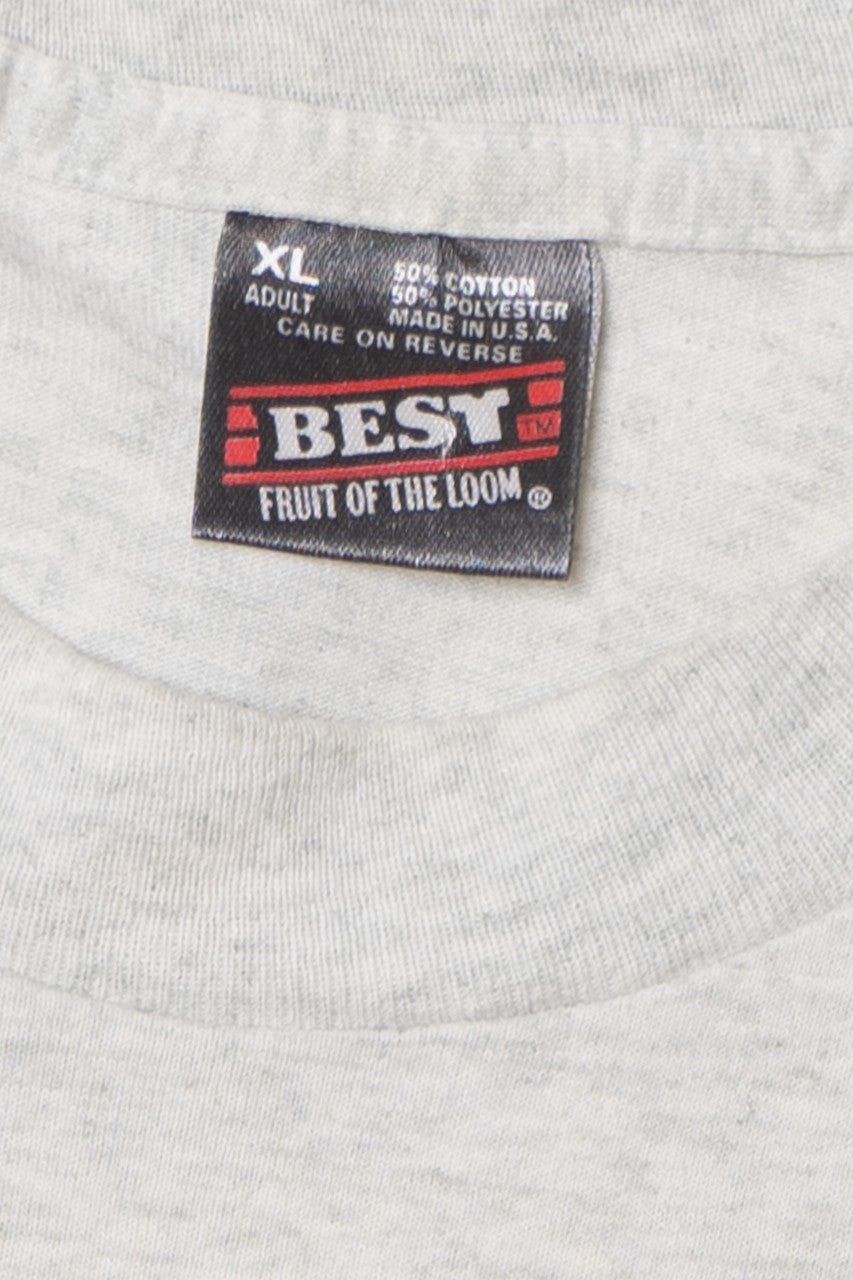 XL
ADULT
50% COTTON
50% POLYESTER
MADE IN U.S.A.
CARE ON REVERSE
BEST TM
FRUIT OF THE LOOM ®